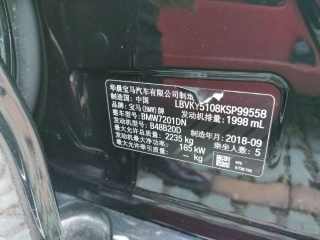 华晨宝马汽车有限公司制造
制造国：中国 LBVKY5108KSP99558
品牌：宝马(BMW)牌 发动机排量：1998 mL
整车型号：BMW7201DN
发动机型号：B48B20D 制造年月：2018-09
最大允许总质量：2235 kg 乘坐人数：5
发动机最大净功率：185 kW
-- kg